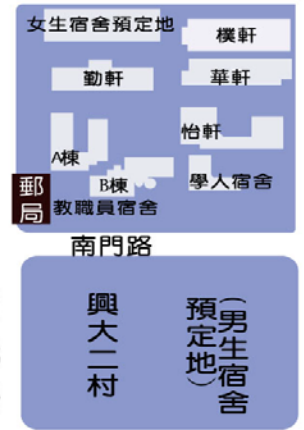 女生宿舍預定地
樸軒
勤軒
華軒
怡軒
A棟
B棟
學人宿舍
郵局
教職員宿舍
南門路
興大二村
(男生宿舍
預定地)